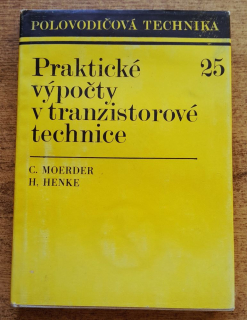 POLOVODIČOVÁ TECHNIKA
Praktické 25
výpočty
v tranzistorové
technice
C. MOERDER
H. HENKE